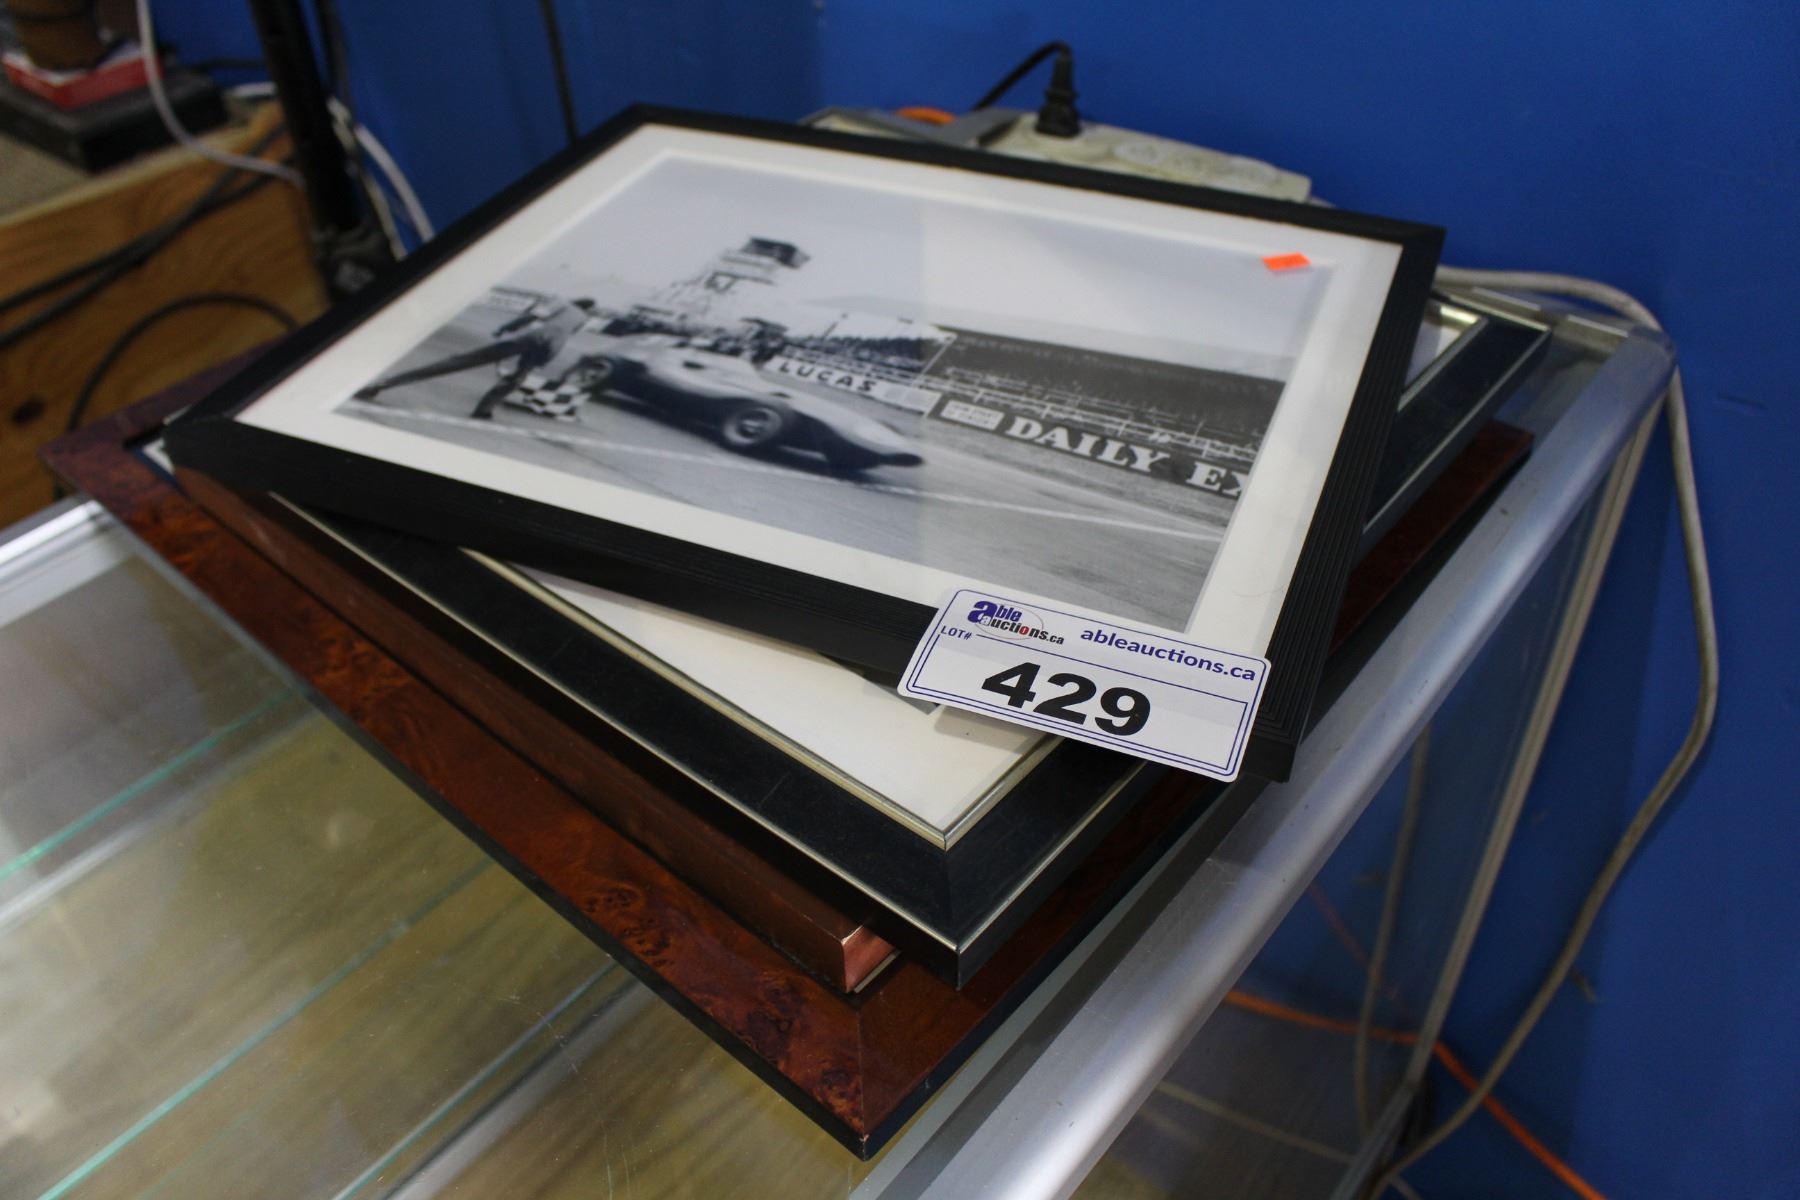 LUCAS
DAILY EX
able auctions.ca
ableauctions.ca
LOT#
429